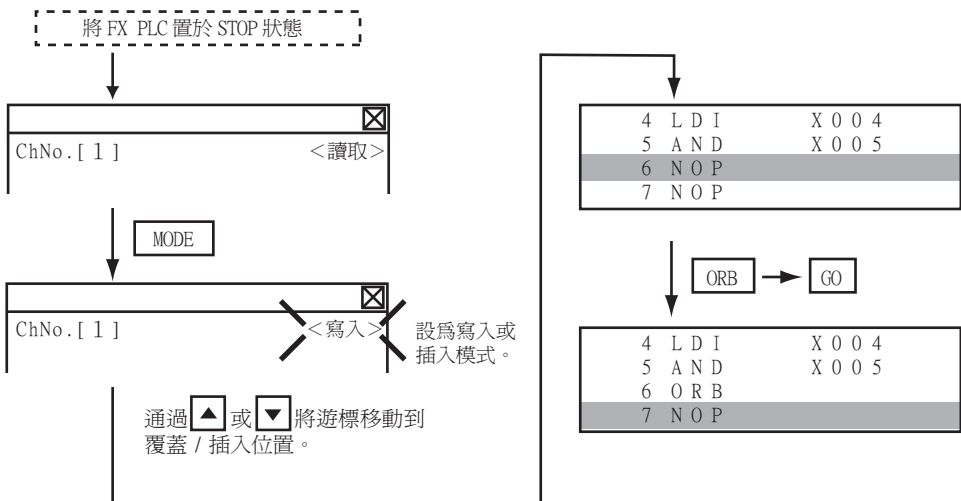 將 FX PLC 置於 STOP 狀態
ChNo.[ 1 ] <讀取>
MODE
ChNo.[ 1 ] <寫入>
設爲寫入或
插入模式。
通過 ▲ 或 ▼ 將遊標移動到
覆蓋 / 插入位置。
4 LDI X004
5 AND X005
6 NOP
7 NOP
ORB GO
4 LDI X004
5 AND X005
6 ORB
7 NOP